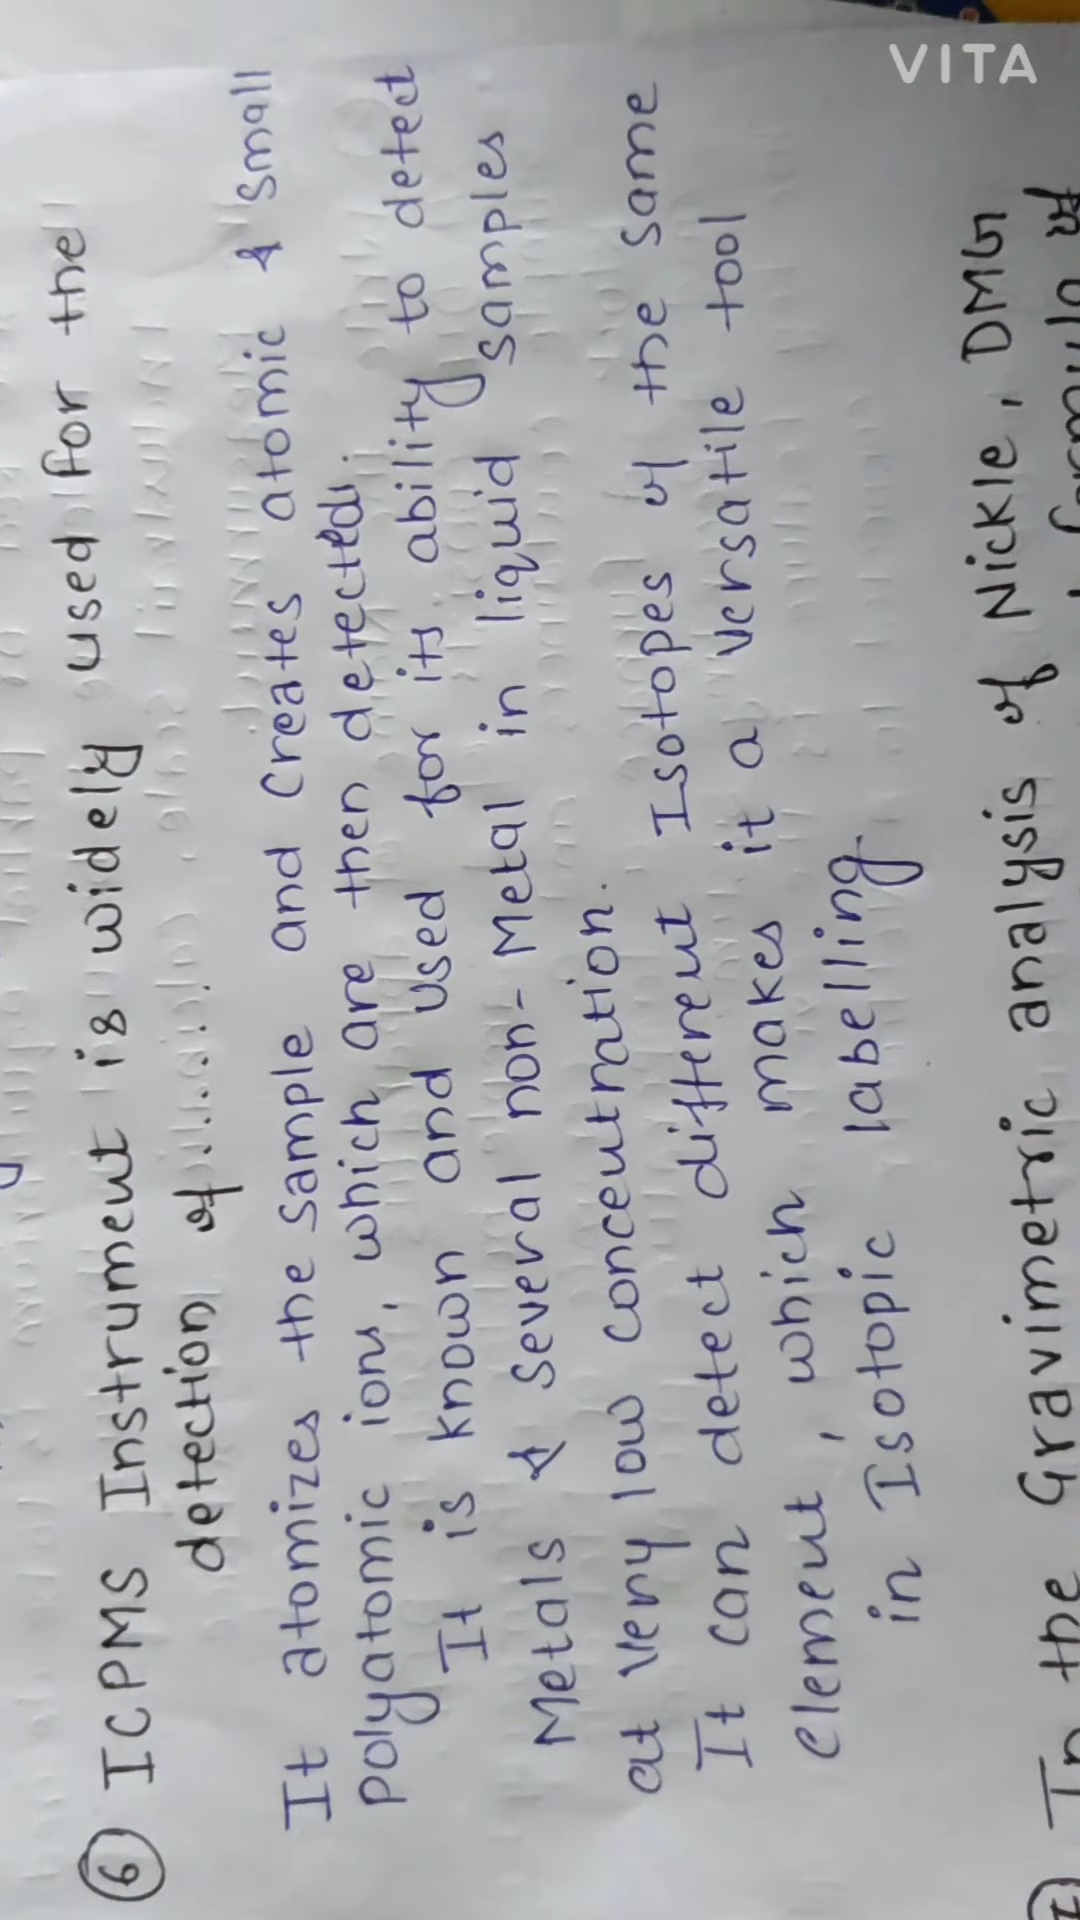 VITA
6 ICPMS Instrument is widely used for the
detection of.........
It atomizes the sample and creates atomic & small
polyatomic ions, which are then detected.
It is known and used for its ability to detect
Metals & several non-Metal in liquid samples
at very low concentration.
It can detect different Isotopes of the same
element, which makes it a versatile tool
in Isotopic labelling
In the Gravimetric analysis of Nickle, DMG